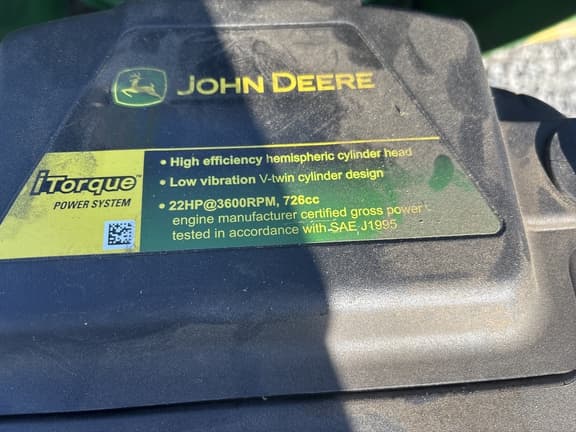 JOHN DEERE
iTorque™
POWER SYSTEM
• High efficiency hemispheric cylinder head
• Low vibration V-twin cylinder design
• 22HP@3600RPM, 726cc
engine manufacturer certified gross power
tested in accordance with SAE J1995